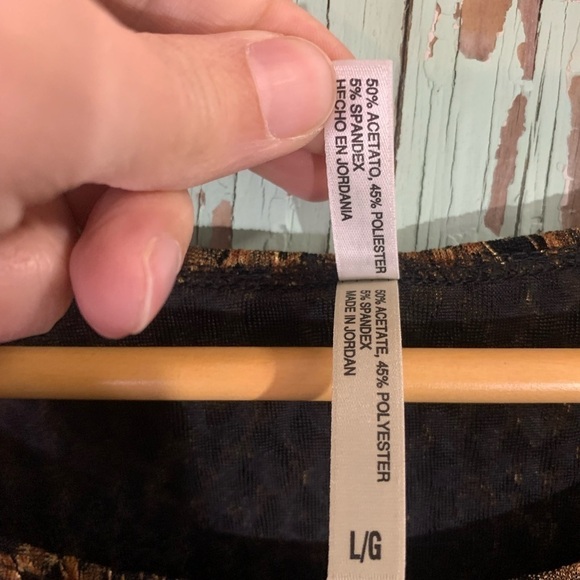 50% ACETATO, 45% POLIESTER
5% SPANDEX
HECHO EN JORDANIA
50% ACETATE, 45% POLYESTER
5% SPANDEX
MADE IN JORDAN
L/G